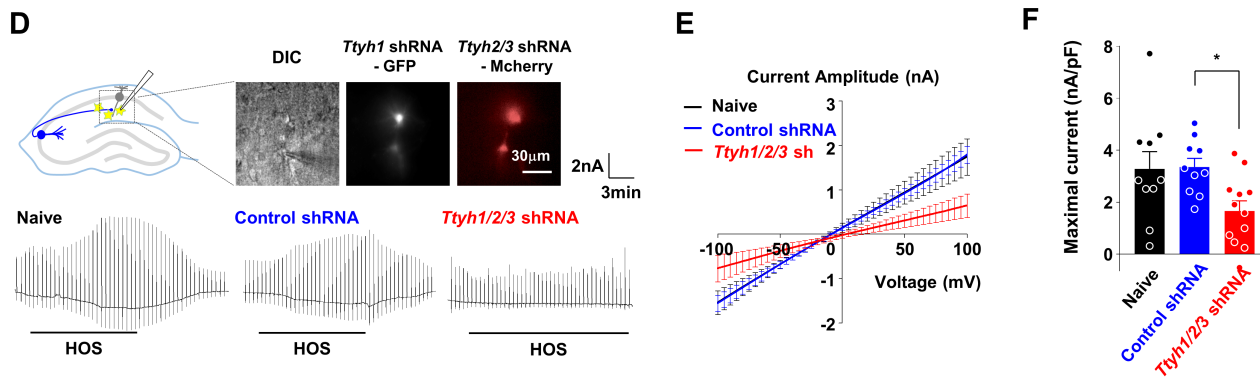 D
DIC
Ttyh1 shRNA
- GFP
Ttyh2/3 shRNA
- Mcherry
30μm
2nA
3min
Naive
Control shRNA
Ttyh1/2/3 shRNA
HOS
HOS
HOS
E
Current Amplitude (nA)
Naive
Control shRNA
Ttyh1/2/3 sh
3
2
1
-100
-50
0
50
100
-1
-2
Voltage (mV)
F
Maximal current (nA/pF)
8
6
4
2
0
*
Naive
Control shRNA
Ttyh1/2/3 shRNA